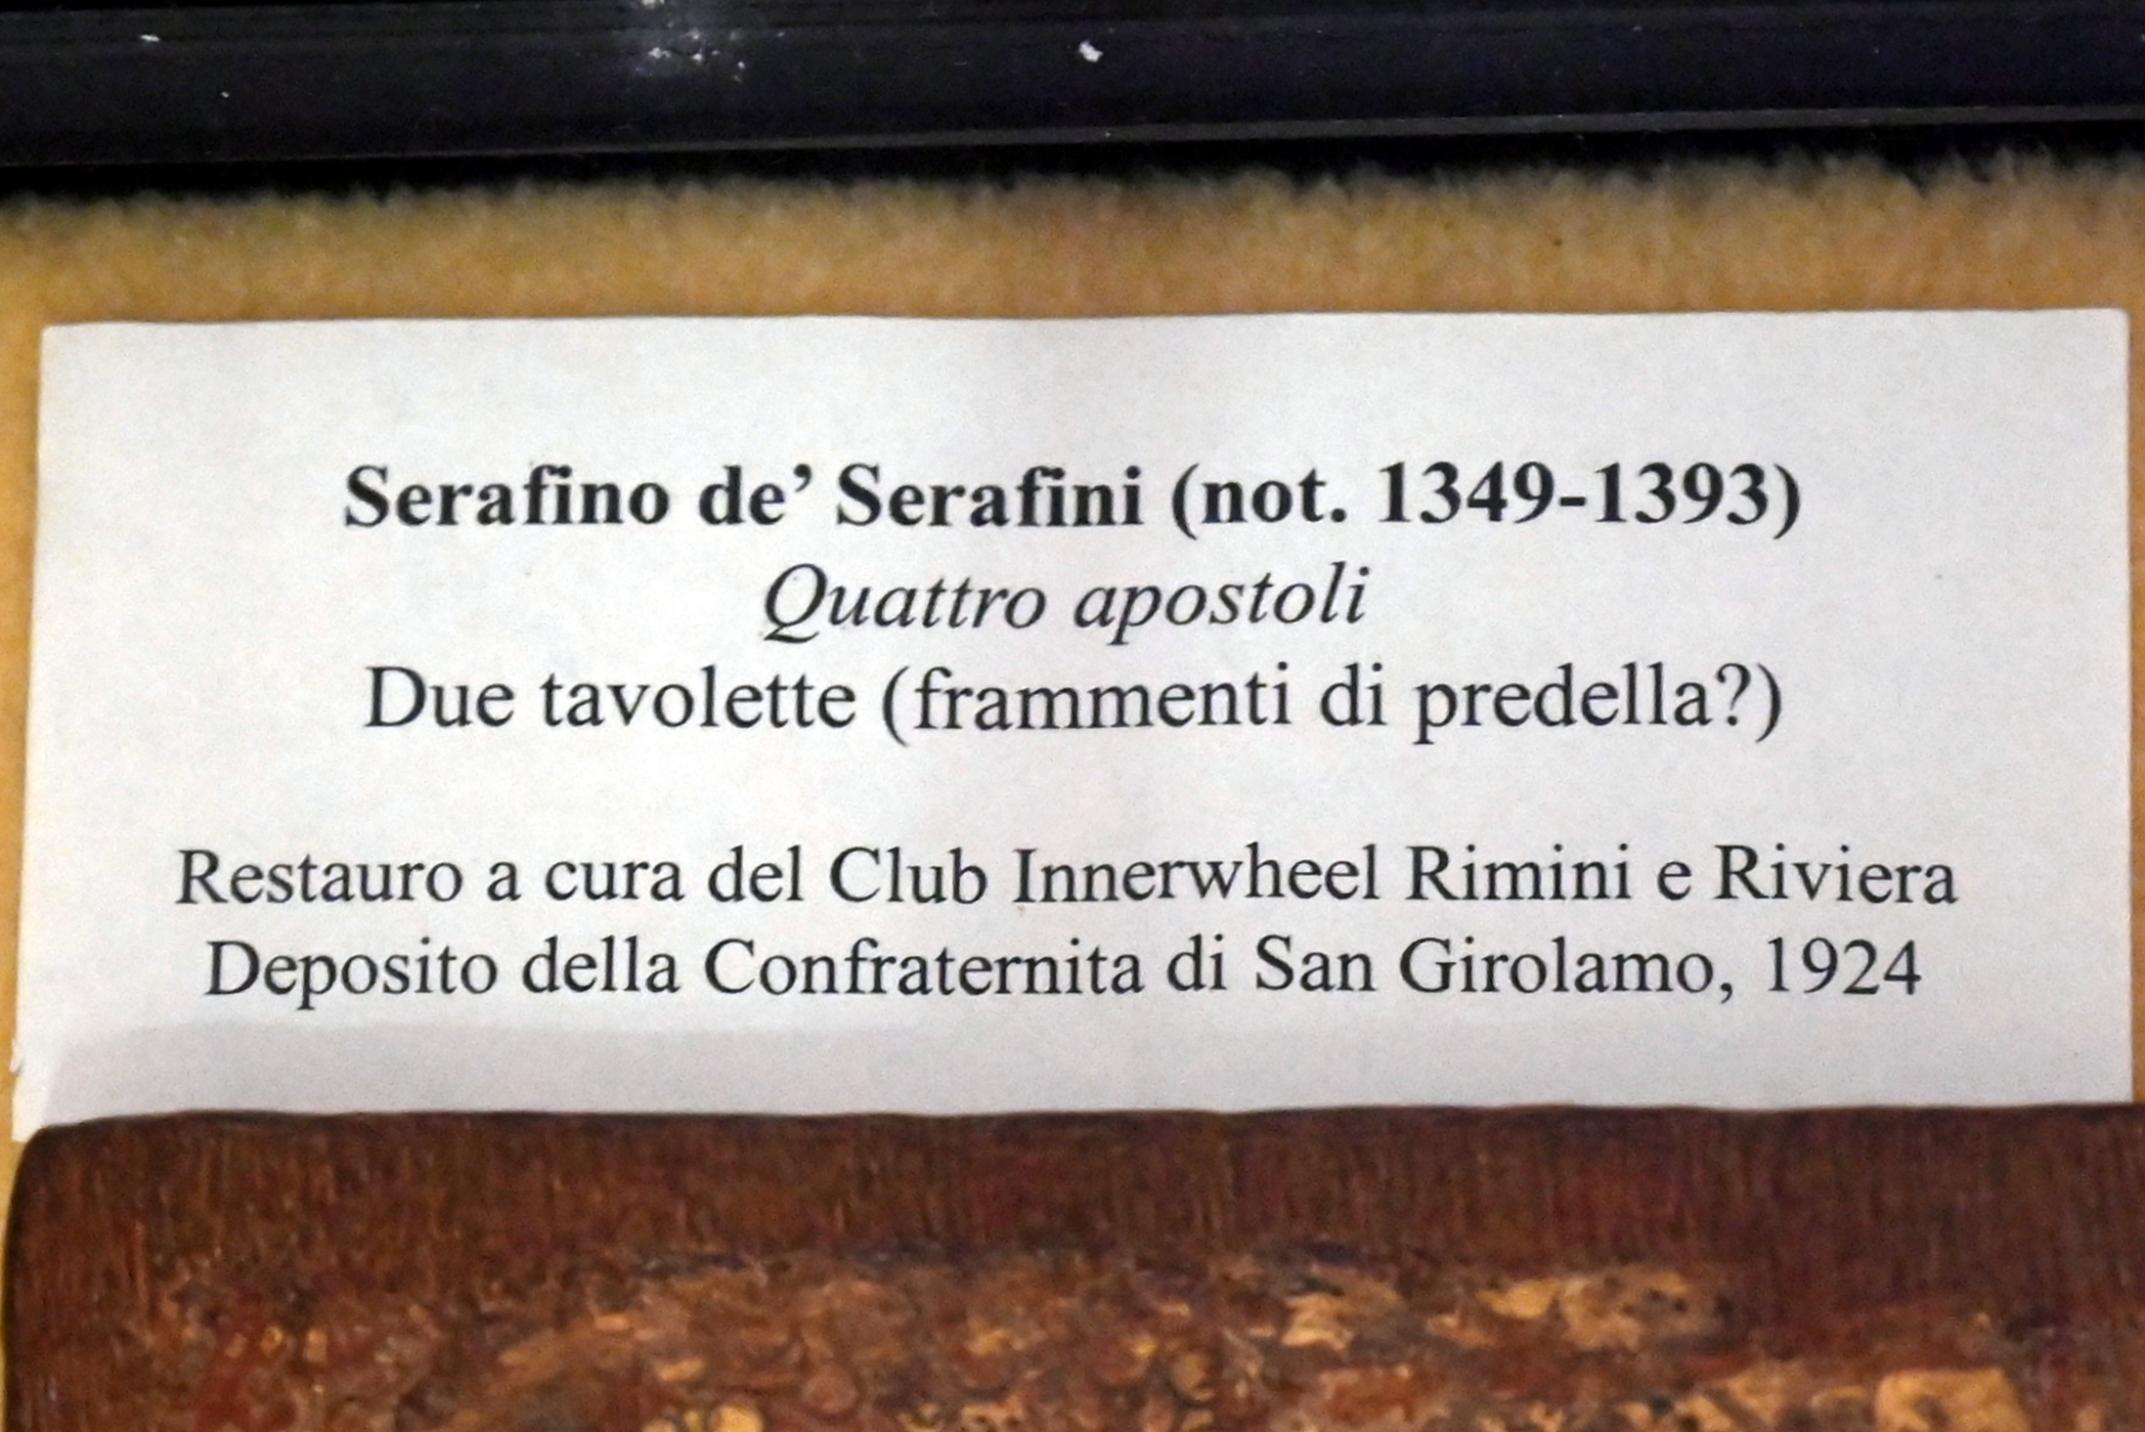 Serafino de’ Serafini (not. 1349-1393)
Quattro apostoli
Due tavolette (frammenti di predella?)
Restauro a cura del Club Innerwheel Rimini e Riviera
Deposito della Confraternita di San Girolamo, 1924